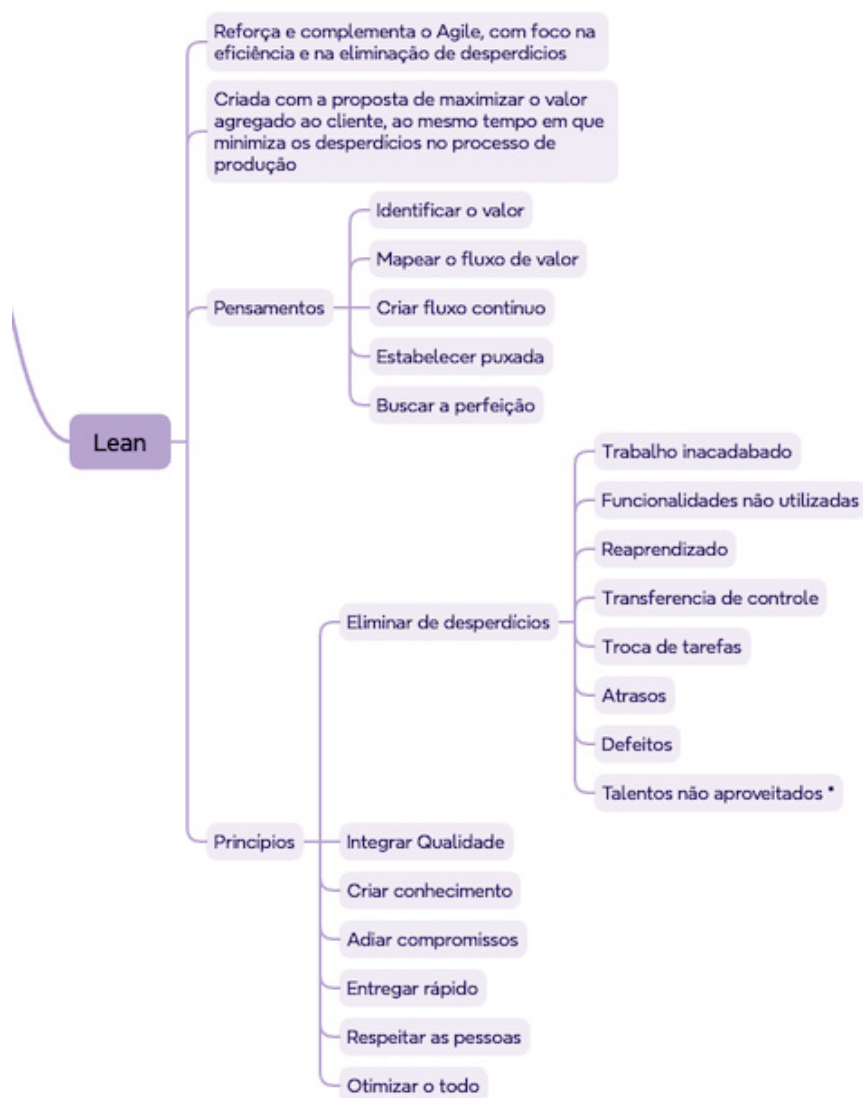 Reforça e complementa o Agile, com foco na
eficiência e na eliminação de desperdícios
Criada com a proposta de maximizar o valor
agregado ao cliente, ao mesmo tempo em que
minimiza os desperdícios no processo de
produção
Identificar o valor
Mapear o fluxo de valor
Pensamentos
Criar fluxo contínuo
Estabelecer puxada
Buscar a perfeição
Lean
Trabalho inacadabado
Funcionalidades não utilizadas
Reaprendizado
Transferencia de controle
Eliminar de desperdícios
Troca de tarefas
Atrasos
Defeitos
Talentos não aproveitados *
Princípios
Integrar Qualidade
Criar conhecimento
Adiar compromissos
Entregar rápido
Respeitar as pessoas
Otimizar o todo